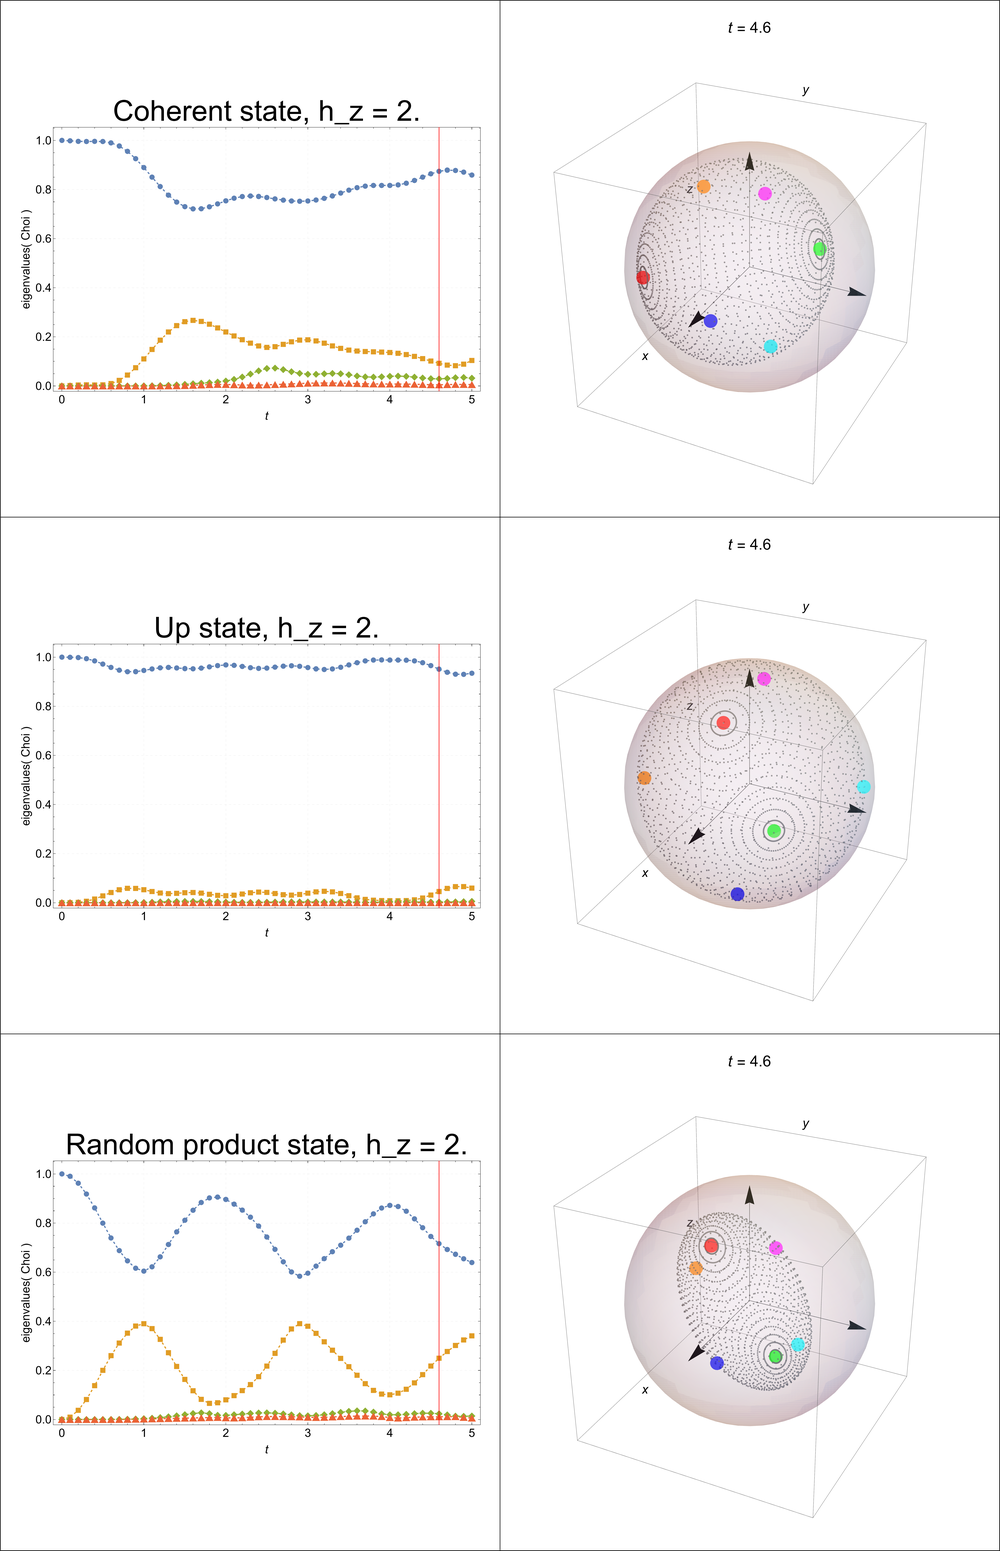 t = 4.6
y
Coherent state, h_z = 2.
1.0
0.8
0.6
0.4
0.2
0.0
eigenvalues( Choi )
0 1 2 3 4 5
t
z
x
t = 4.6
y
Up state, h_z = 2.
1.0
0.8
0.6
0.4
0.2
0.0
eigenvalues( Choi )
0 1 2 3 4 5
t
z
x
t = 4.6
y
Random product state, h_z = 2.
1.0
0.8
0.6
0.4
0.2
0.0
eigenvalues( Choi )
0 1 2 3 4 5
t
z
x